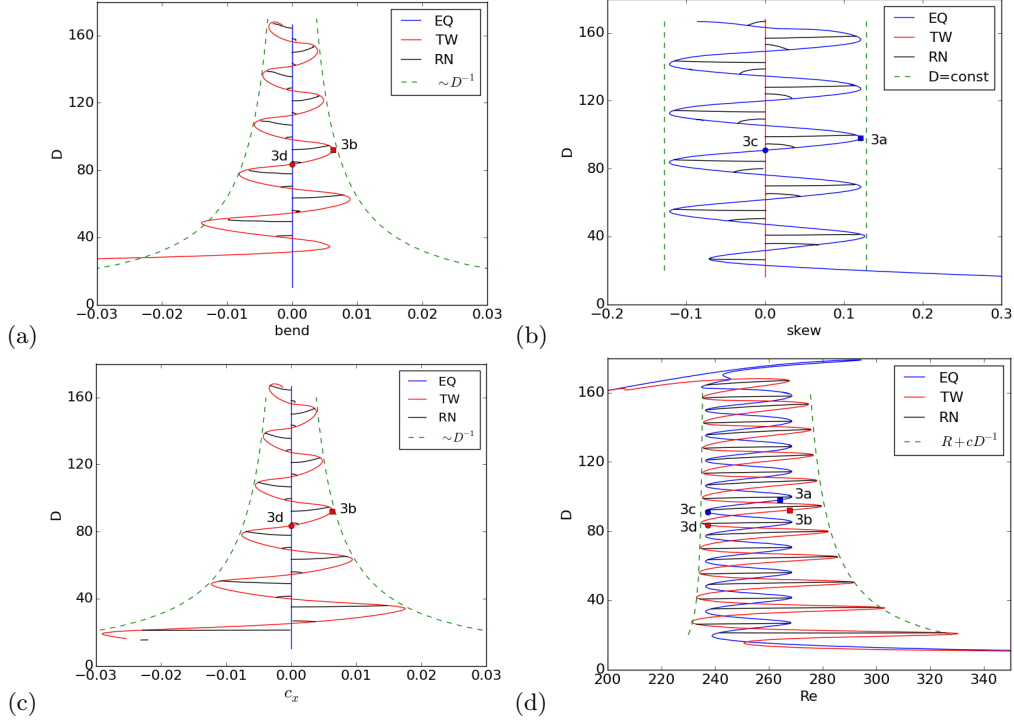 EQ
TW
RN
~D⁻¹
3b
3d
D
160
120
80
40
0
−0.03 −0.02 −0.01 0.00 0.01 0.02 0.03
bend
(a)
EQ
TW
RN
D=const
3c
3a
D
160
120
80
40
0
−0.2 −0.1 0.0 0.1 0.2 0.3
skew
(b)
EQ
TW
RN
~D⁻¹
3b
3d
D
160
120
80
40
0
−0.03 −0.02 −0.01 0.00 0.01 0.02 0.03
cₓ
(c)
EQ
TW
RN
R+cD⁻¹
3a
3c
3b
3d
D
160
120
80
40
0
200 220 240 260 280 300 320 340
Re
(d)